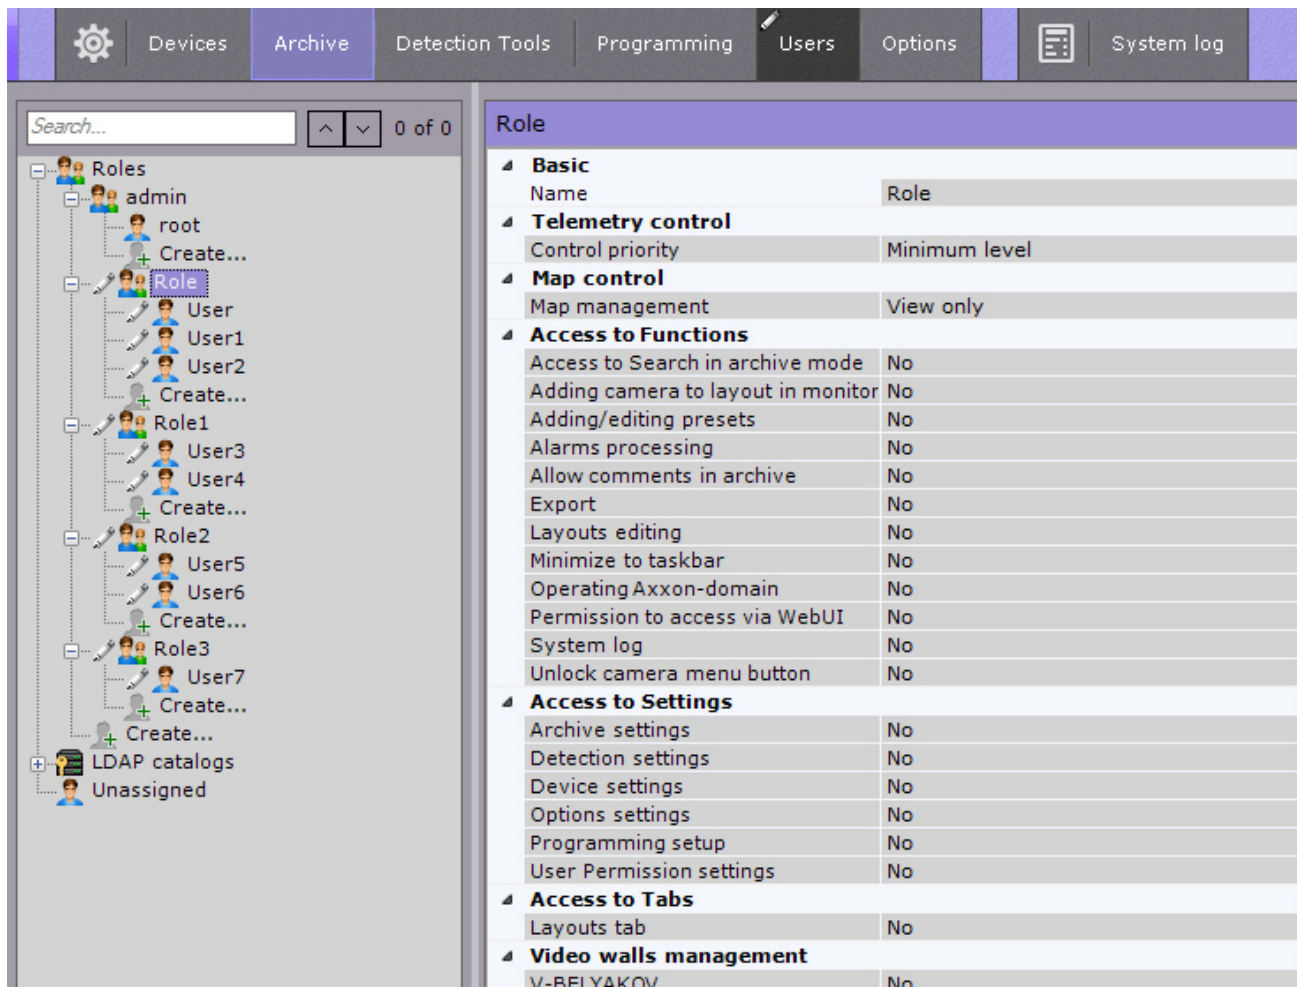 Devices Archive Detection Tools Programming Users Options System log
Search... 0 of 0
Roles
admin
root
Create...
Role
User
User1
User2
Create...
Role1
User3
User4
Create...
Role2
User5
User6
Create...
Role3
User7
Create...
Create...
LDAP catalogs
Unassigned
Role
Basic
Name Role
Telemetry control
Control priority Minimum level
Map control
Map management View only
Access to Functions
Access to Search in archive mode No
Adding camera to layout in monitor No
Adding/editing presets No
Alarms processing No
Allow comments in archive No
Export No
Layouts editing No
Minimize to taskbar No
Operating Axxon-domain No
Permission to access via WebUI No
System log No
Unlock camera menu button No
Access to Settings
Archive settings No
Detection settings No
Device settings No
Options settings No
Programming setup No
User Permission settings No
Access to Tabs
Layouts tab No
Video walls management
V-BELYAKOV No